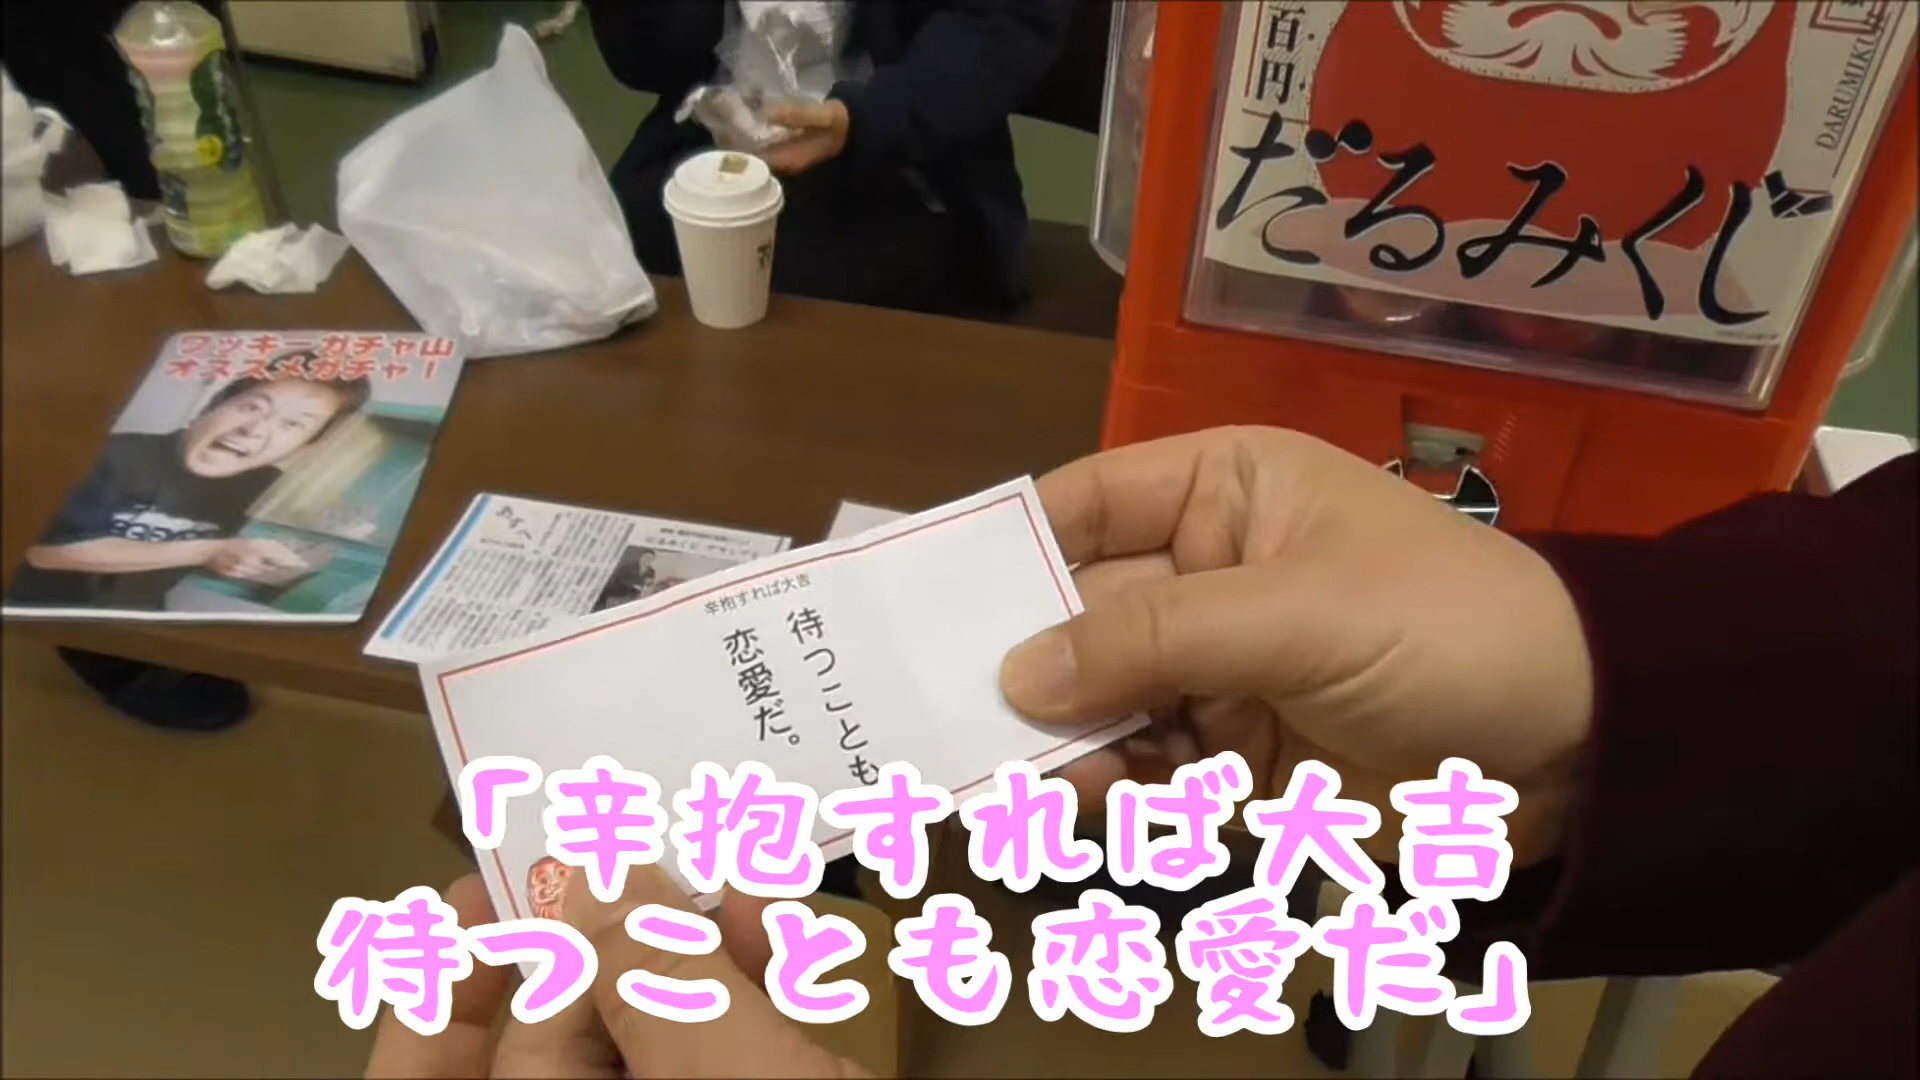 百円
だるみくじ
DARUMIKUJI
ワッキーガチャ山
オススメガチャ！
辛抱すれば大吉
待つことも
恋愛だ。
「辛抱すれば大吉
待つことも恋愛だ」